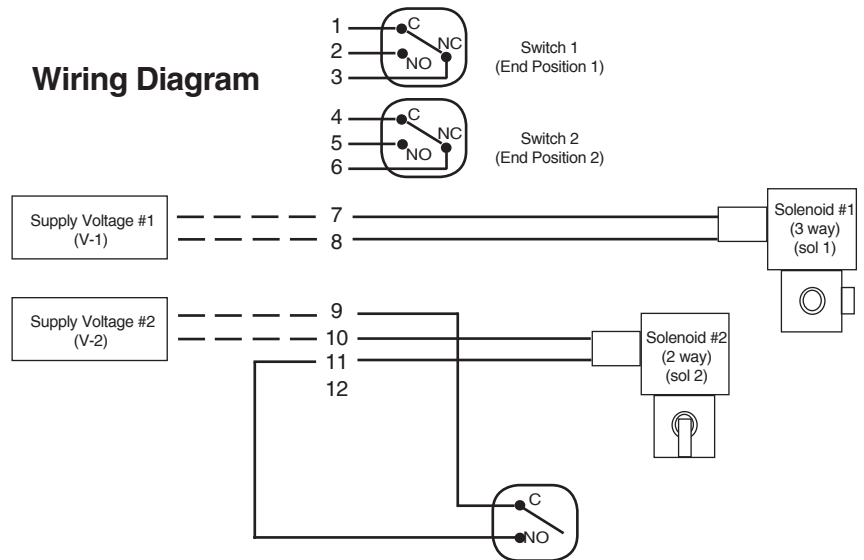 Wiring Diagram
1
2
3
C
NC
NO
Switch 1
(End Position 1)
4
5
6
C
NC
NO
Switch 2
(End Position 2)
Supply Voltage #1
(V-1)
7
8
Solenoid #1
(3 way)
(sol 1)
Supply Voltage #2
(V-2)
9
10
11
12
Solenoid #2
(2 way)
(sol 2)
C
NO